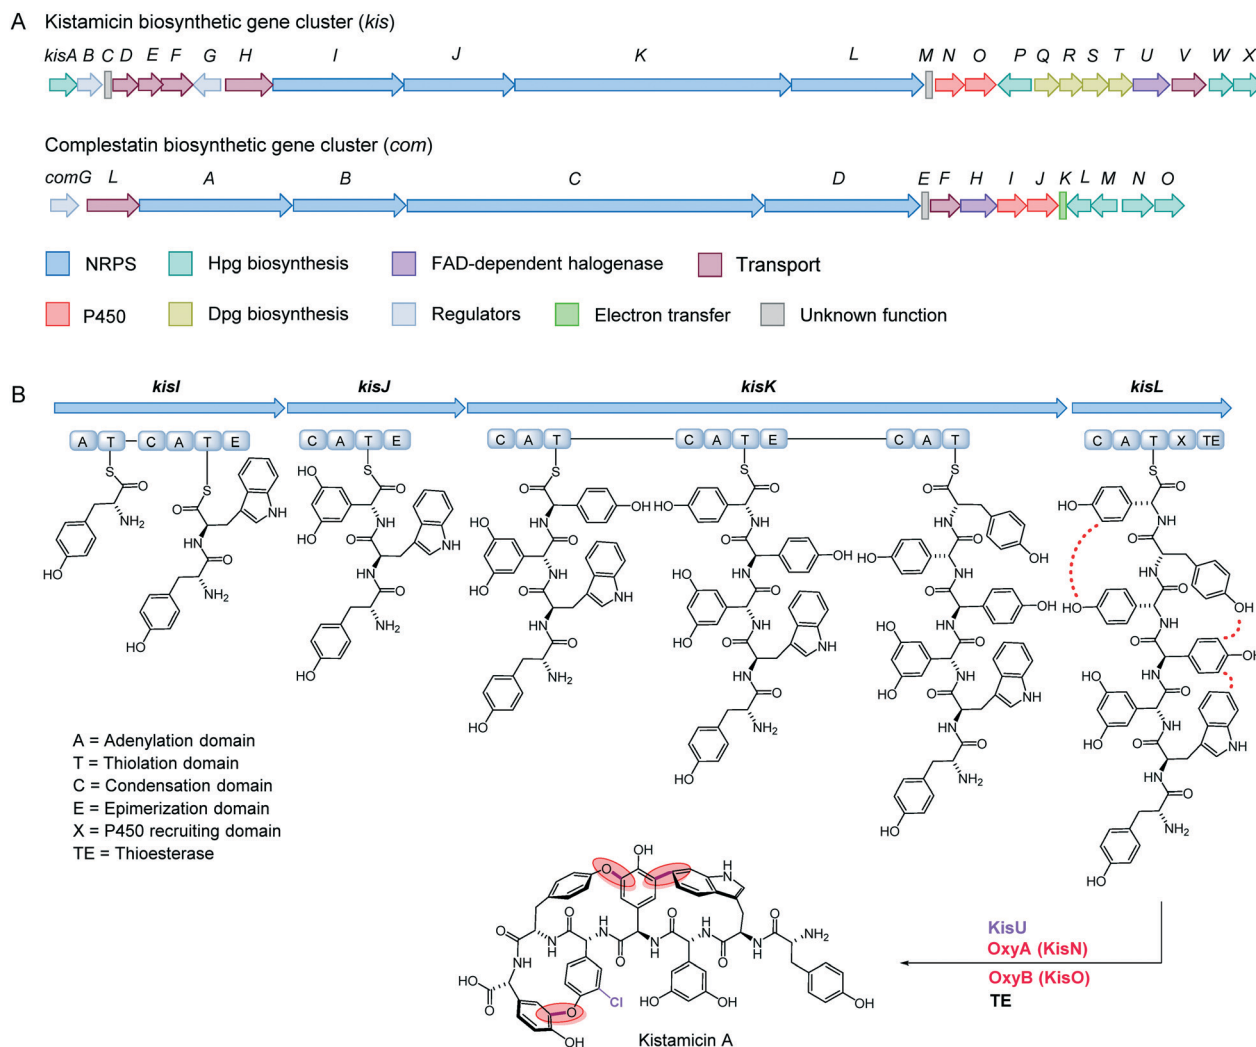 A
Kistamicin biosynthetic gene cluster (kis)
kisA B C D E F G H I J K L M N O P Q R S T U V W X
Complestatin biosynthetic gene cluster (com)
comG L A B C D E F H I J K L M N O
NRPS
Hpg biosynthesis
FAD-dependent halogenase
Transport
P450
Dpg biosynthesis
Regulators
Electron transfer
Unknown function
B
kisI kisJ kisK kisL
A T C A T E C A T E C A T C A T E C A T C A T X TE
A = Adenylation domain
T = Thiolation domain
C = Condensation domain
E = Epimerization domain
X = P450 recruiting domain
TE = Thioesterase
KisU
OxyA (KisN)
OxyB (KisO)
TE
Kistamicin A